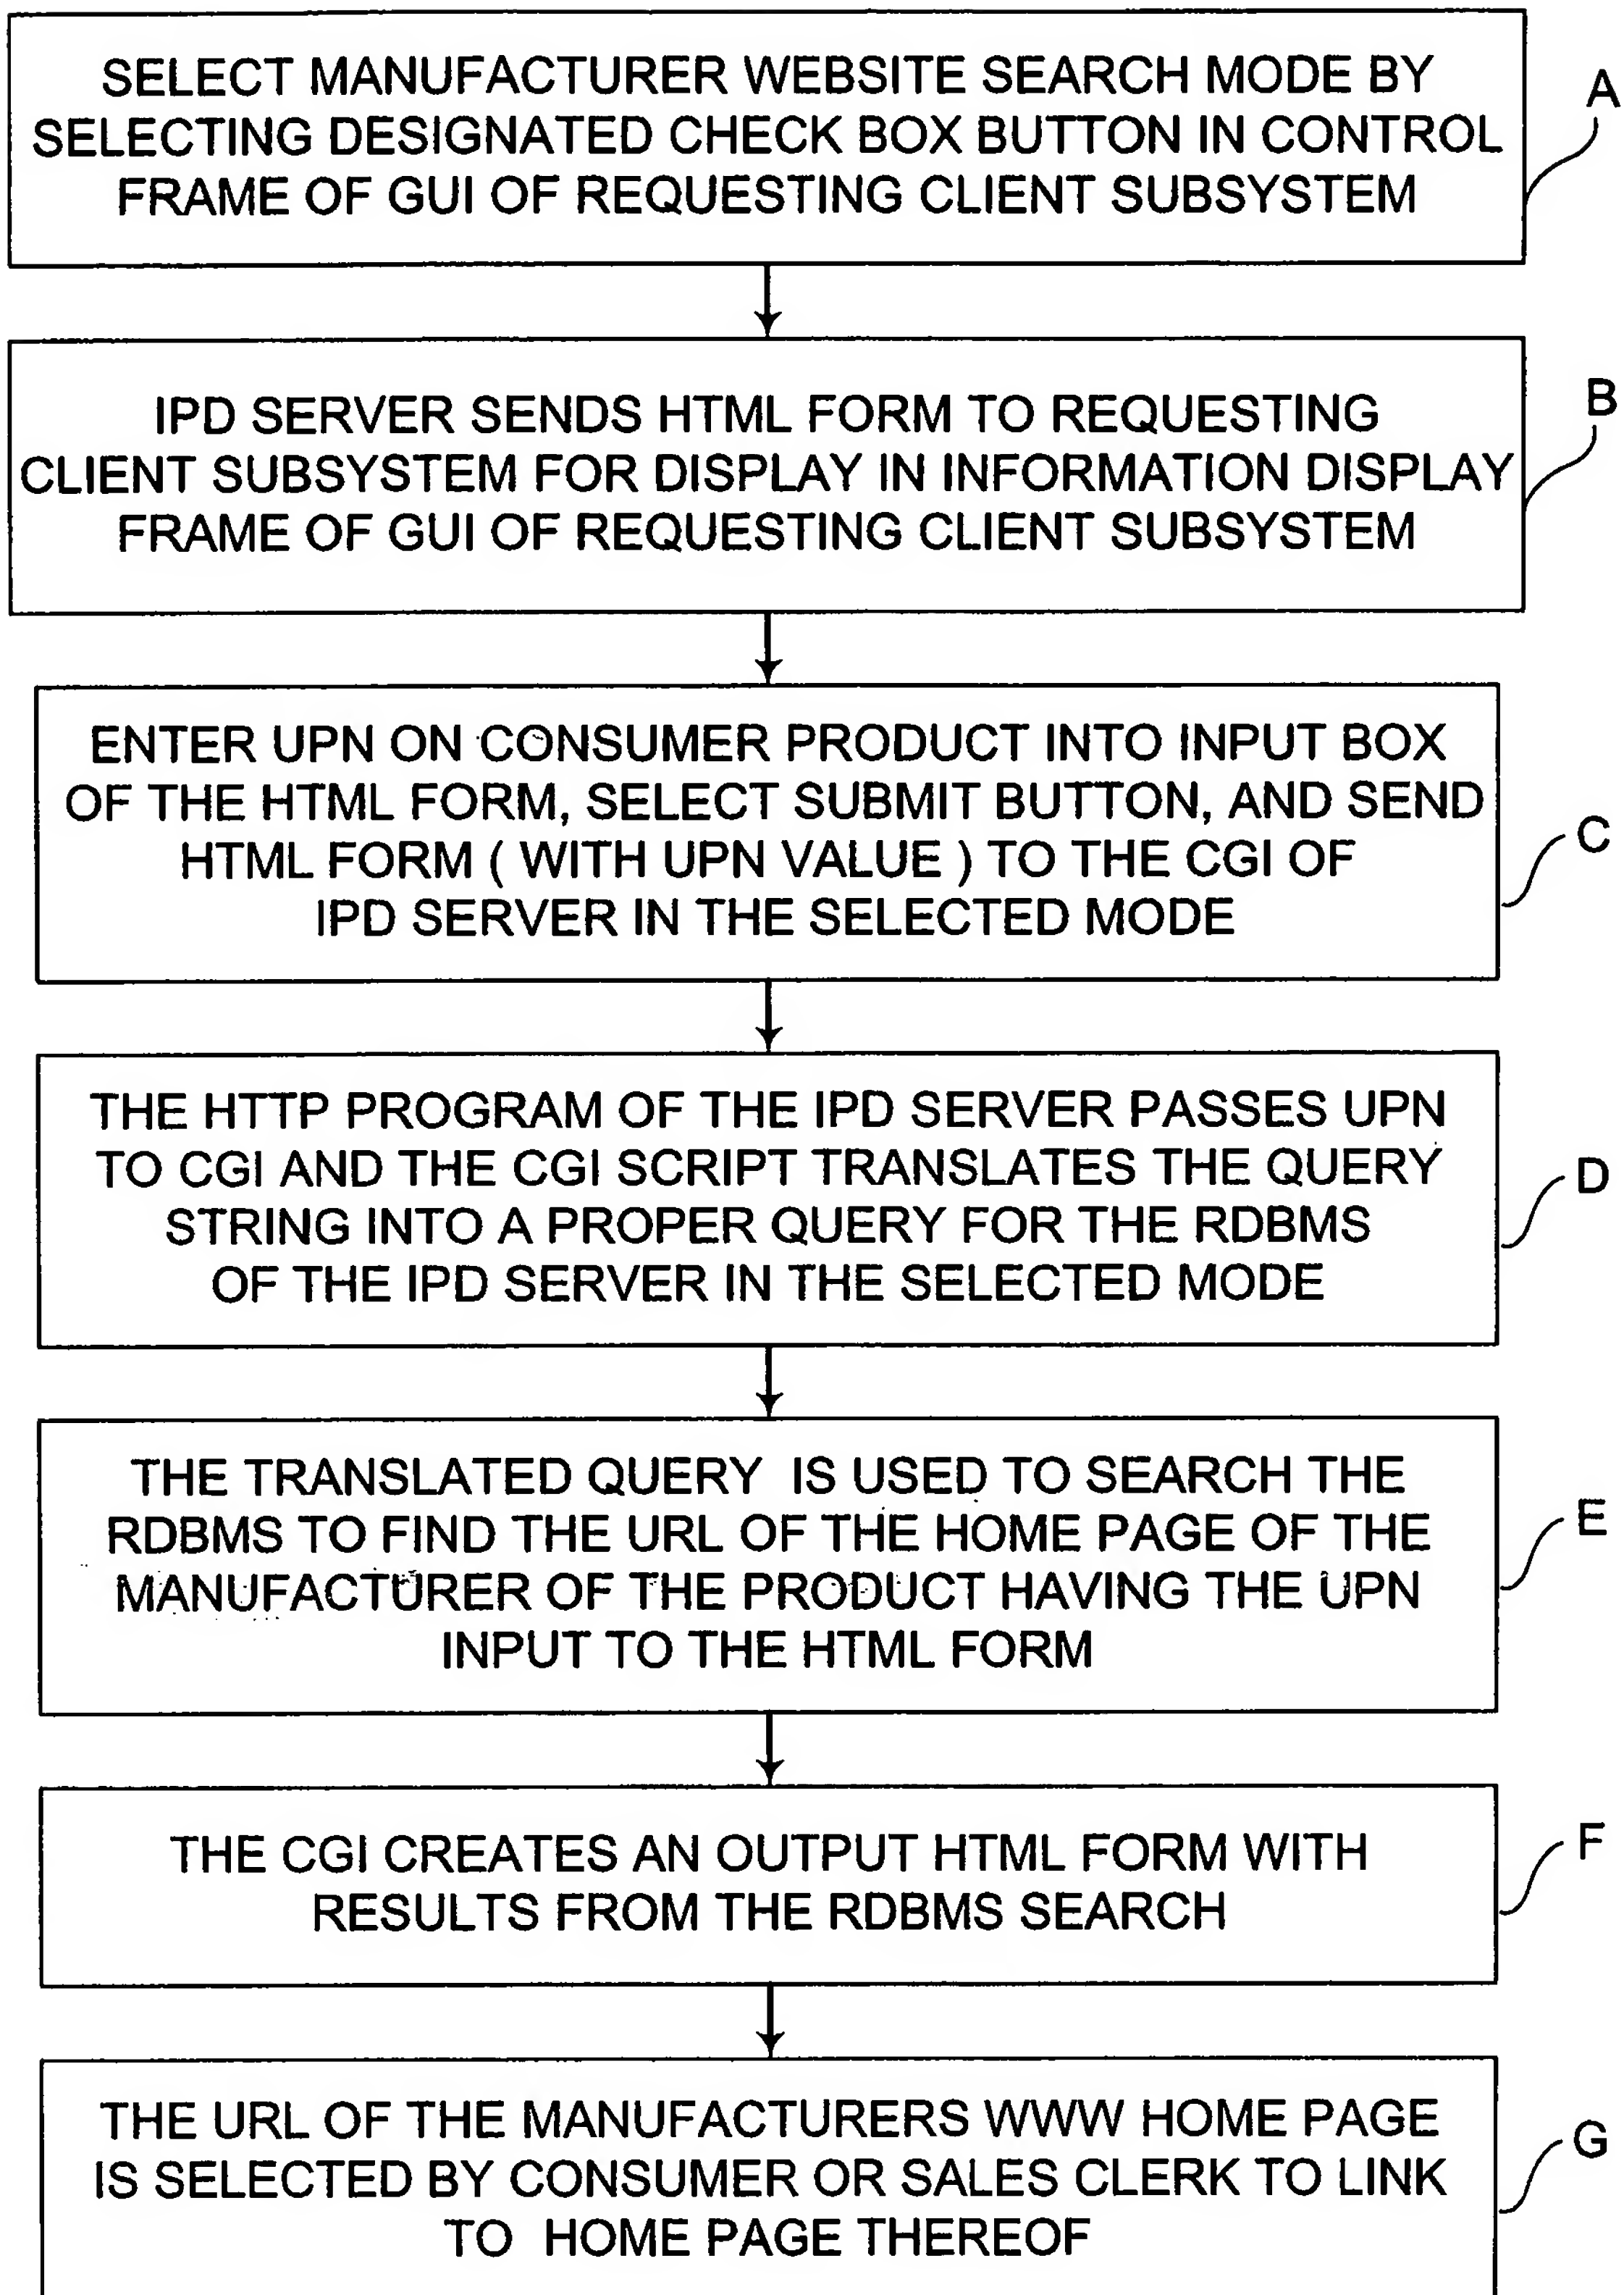 SELECT MANUFACTURER WEBSITE SEARCH MODE BY
SELECTING DESIGNATED CHECK BOX BUTTON IN CONTROL
FRAME OF GUI OF REQUESTING CLIENT SUBSYSTEM
A
IPD SERVER SENDS HTML FORM TO REQUESTING
CLIENT SUBSYSTEM FOR DISPLAY IN INFORMATION DISPLAY
FRAME OF GUI OF REQUESTING CLIENT SUBSYSTEM
B
ENTER UPN ON CONSUMER PRODUCT INTO INPUT BOX
OF THE HTML FORM, SELECT SUBMIT BUTTON, AND SEND
HTML FORM ( WITH UPN VALUE ) TO THE CGI OF
IPD SERVER IN THE SELECTED MODE
C
THE HTTP PROGRAM OF THE IPD SERVER PASSES UPN
TO CGI AND THE CGI SCRIPT TRANSLATES THE QUERY
STRING INTO A PROPER QUERY FOR THE RDBMS
OF THE IPD SERVER IN THE SELECTED MODE
D
THE TRANSLATED QUERY IS USED TO SEARCH THE
RDBMS TO FIND THE URL OF THE HOME PAGE OF THE
MANUFACTURER OF THE PRODUCT HAVING THE UPN
INPUT TO THE HTML FORM
E
THE CGI CREATES AN OUTPUT HTML FORM WITH
RESULTS FROM THE RDBMS SEARCH
F
THE URL OF THE MANUFACTURERS WWW HOME PAGE
IS SELECTED BY CONSUMER OR SALES CLERK TO LINK
TO HOME PAGE THEREOF
G